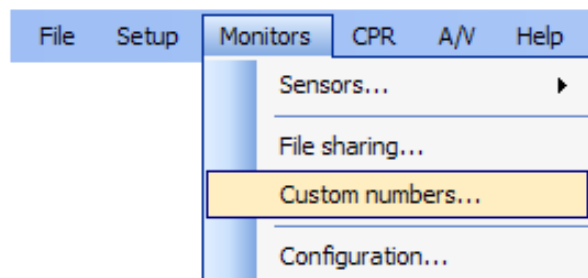 File Setup Monitors CPR A/V Help
Sensors...
File sharing...
Custom numbers...
Configuration...